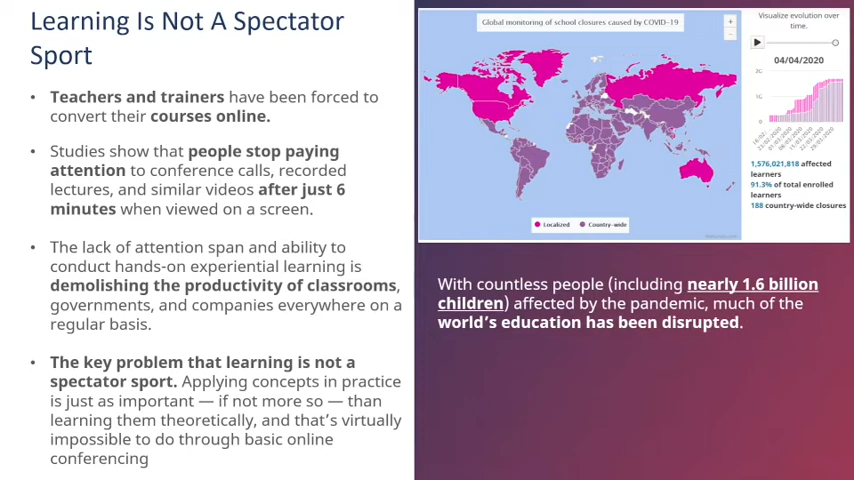 Learning Is Not A Spectator
Sport
• Teachers and trainers have been forced to
convert their courses online.
• Studies show that people stop paying
attention to conference calls, recorded
lectures, and similar videos after just 6
minutes when viewed on a screen.
• The lack of attention span and ability to
conduct hands-on experiential learning is
demolishing the productivity of classrooms,
governments, and companies everywhere on a
regular basis.
• The key problem that learning is not a
spectator sport. Applying concepts in practice
is just as important — if not more so — than
learning them theoretically, and that’s virtually
impossible to do through basic online
conferencing
Global monitoring of school closures caused by COVID-19
+
−
Localized
Country-wide
Visualize evolution over
time.
04/04/2020
1,576,021,818 affected
learners
91.3% of total enrolled
learners
188 country-wide closures
With countless people (including nearly 1.6 billion
children) affected by the pandemic, much of the
world’s education has been disrupted.